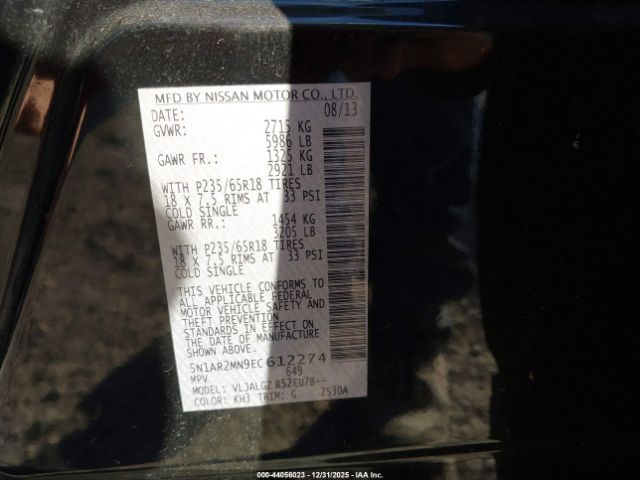 MFD BY NISSAN MOTOR CO., LTD.
DATE: 08/13
GVWR: 2715 KG
5986 LB
GAWR FR.: 1325 KG
2921 LB
WITH P235/65R18 TIRES
18 X 7.5 RIMS AT 33 PSI
COLD SINGLE
GAWR RR.: 1454 KG
3205 LB
WITH P235/65R18 TIRES
18 X 7.5 RIMS AT 33 PSI
COLD SINGLE
THIS VEHICLE CONFORMS TO
ALL APPLICABLE FEDERAL
MOTOR VEHICLE SAFETY AND
THEFT PREVENTION
STANDARDS IN EFFECT ON
THE DATE OF MANUFACTURE
SHOWN ABOVE.
5N1AR2MN9EC612274
MPV 649
MODEL: VLJALGZ R52EU7B--
COLOR: KH3 TRIM: G 2S30A
000-44056023 - 12/31/2025 - IAA Inc.